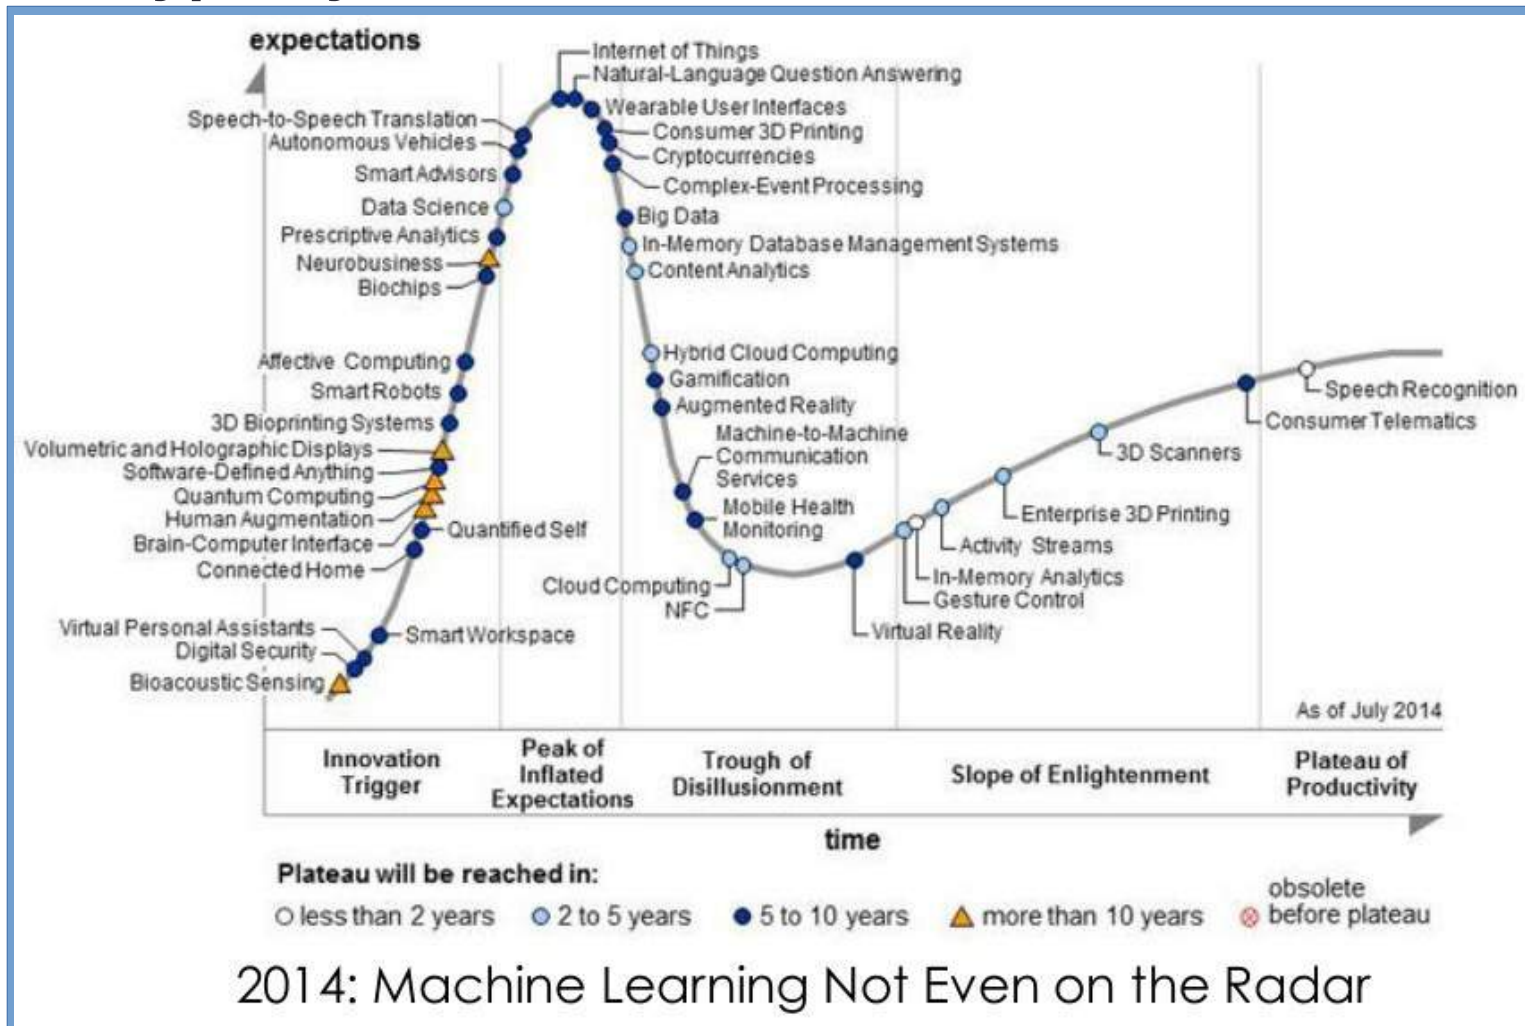 expectations
Internet of Things
Natural-Language Question Answering
Wearable User Interfaces
Consumer 3D Printing
Cryptocurrencies
Complex-Event Processing
Big Data
In-Memory Database Management Systems
Content Analytics
Speech-to-Speech Translation
Autonomous Vehicles
Smart Advisors
Data Science
Prescriptive Analytics
Neurobusiness
Biochips
Affective Computing
Smart Robots
3D Bioprinting Systems
Volumetric and Holographic Displays
Software-Defined Anything
Quantum Computing
Human Augmentation
Brain-Computer Interface
Quantified Self
Connected Home
Virtual Personal Assistants
Smart Workspace
Digital Security
Bioacoustic Sensing
Hybrid Cloud Computing
Gamification
Augmented Reality
Machine-to-Machine
Communication
Services
Mobile Health
Monitoring
Cloud Computing
NFC
Virtual Reality
Gesture Control
In-Memory Analytics
Activity Streams
Enterprise 3D Printing
3D Scanners
Consumer Telematics
Speech Recognition
As of July 2014
Innovation
Trigger
Peak of
Inflated
Expectations
Trough of
Disillusionment
Slope of Enlightenment
Plateau of
Productivity
time
Plateau will be reached in:
less than 2 years
2 to 5 years
5 to 10 years
more than 10 years
obsolete
before plateau
2014: Machine Learning Not Even on the Radar